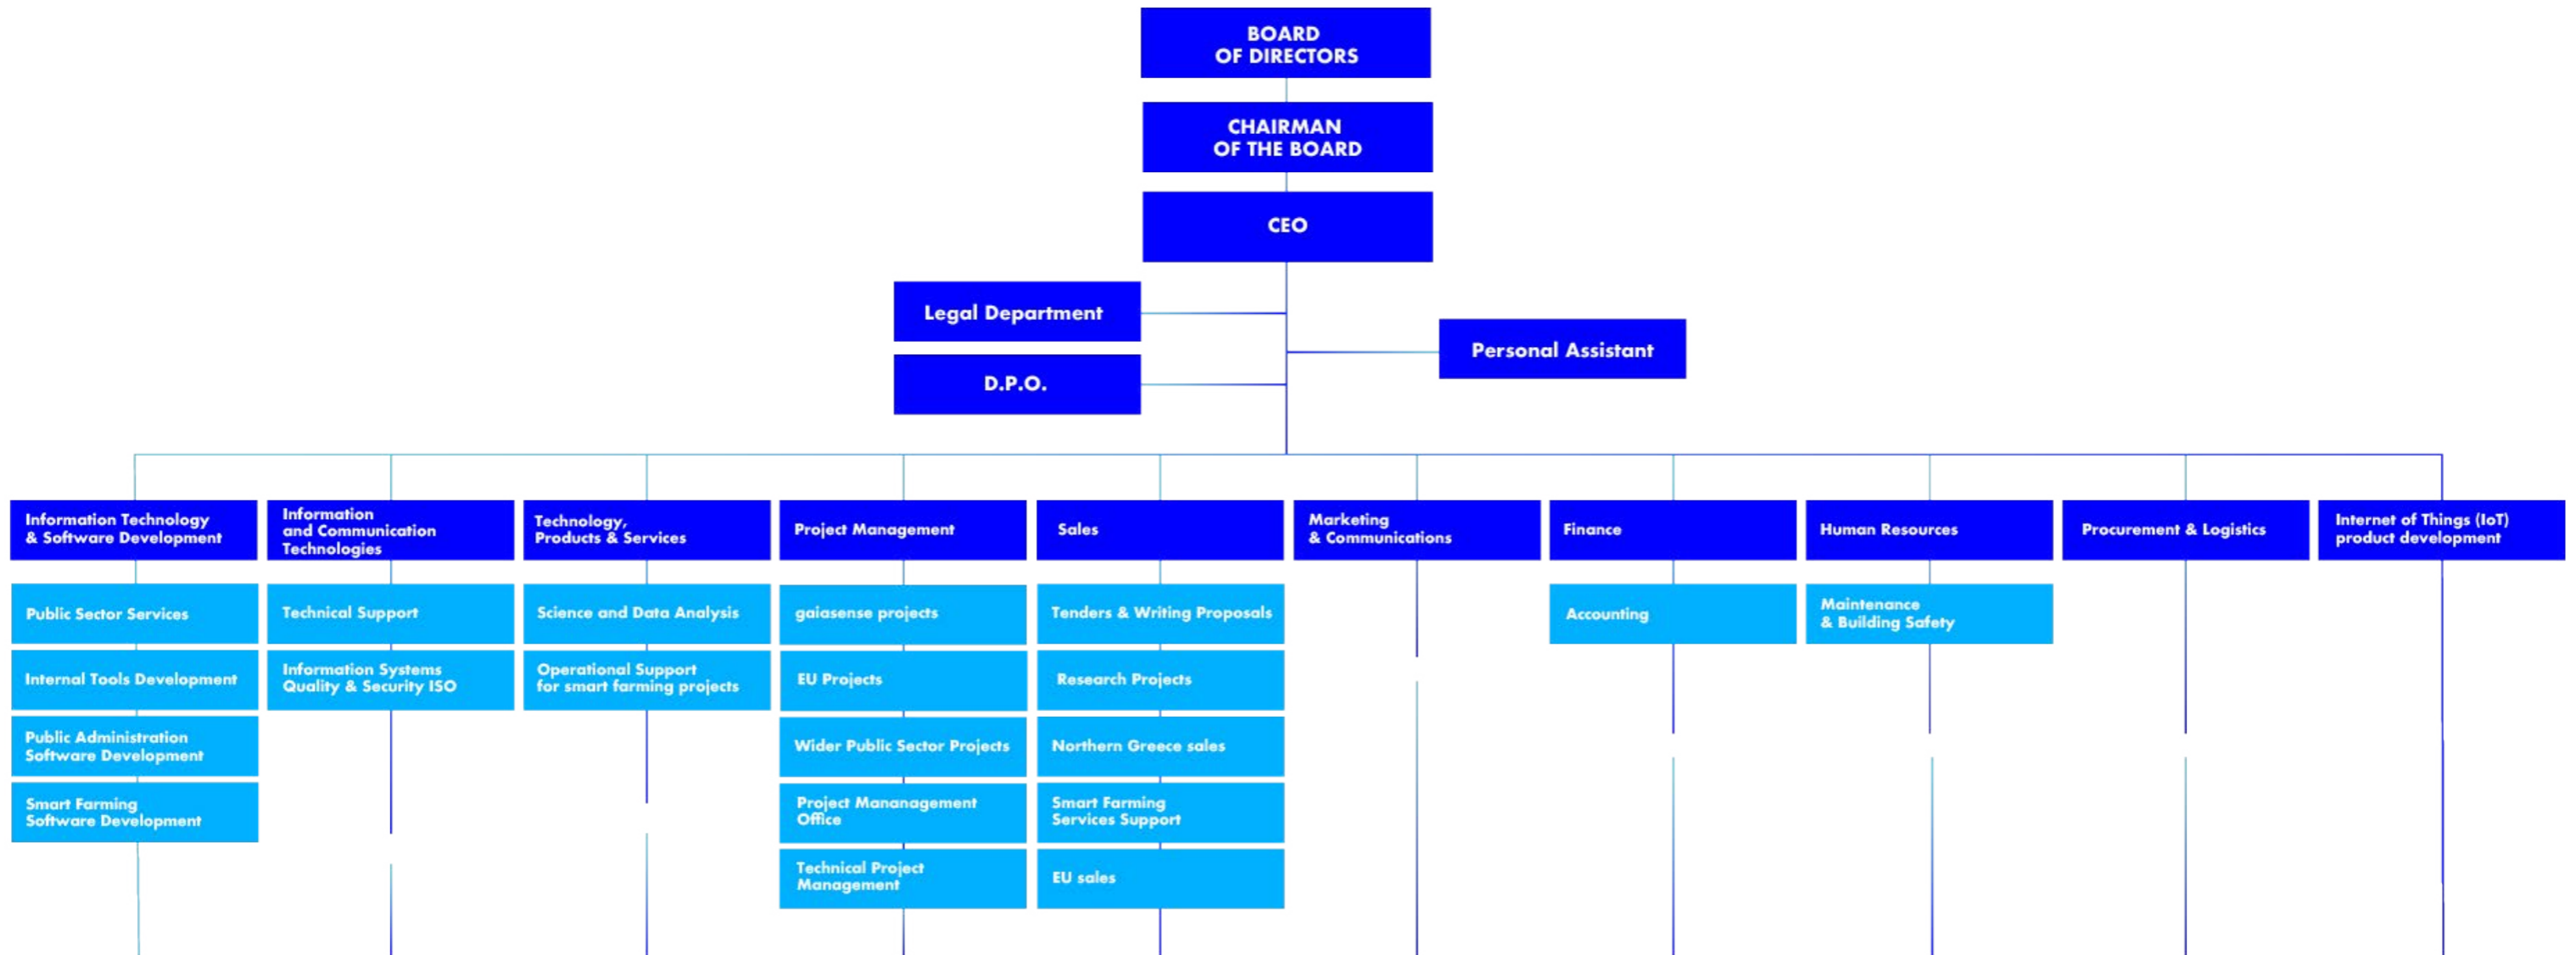 BOARD
OF DIRECTORS
CHAIRMAN
OF THE BOARD
CEO
Legal Department
Personal Assistant
D.P.O.
Information Technology
& Software Development
Information
and Communication
Technologies
Technology,
Products & Services
Project Management
Sales
Marketing
& Communications
Finance
Human Resources
Procurement & Logistics
Internet of Things (IoT)
product development
Public Sector Services
Internal Tools Development
Public Administration
Software Development
Smart Farming
Software Development
Technical Support
Information Systems
Quality & Security ISO
Science and Data Analysis
Operational Support
for smart farming projects
gaiasense projects
EU Projects
Wider Public Sector Projects
Project Mananagement
Office
Technical Project
Management
Tenders & Writing Proposals
Research Projects
Northern Greece sales
Smart Farming
Services Support
EU sales
Accounting
Maintenance
& Building Safety